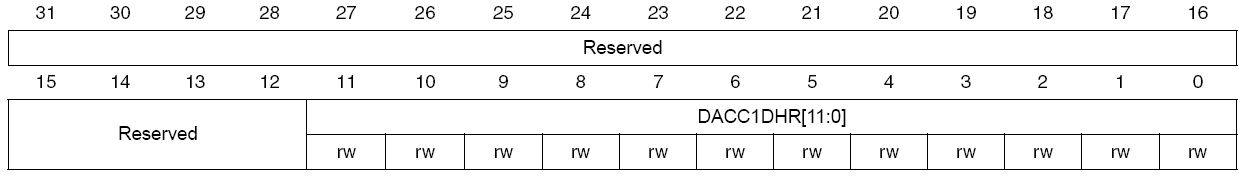 31 30 29 28 27 26 25 24 23 22 21 20 19 18 17 16
Reserved
15 14 13 12 11 10 9 8 7 6 5 4 3 2 1 0
Reserved
DACC1DHR[11:0]
rw rw rw rw rw rw rw rw rw rw rw rw